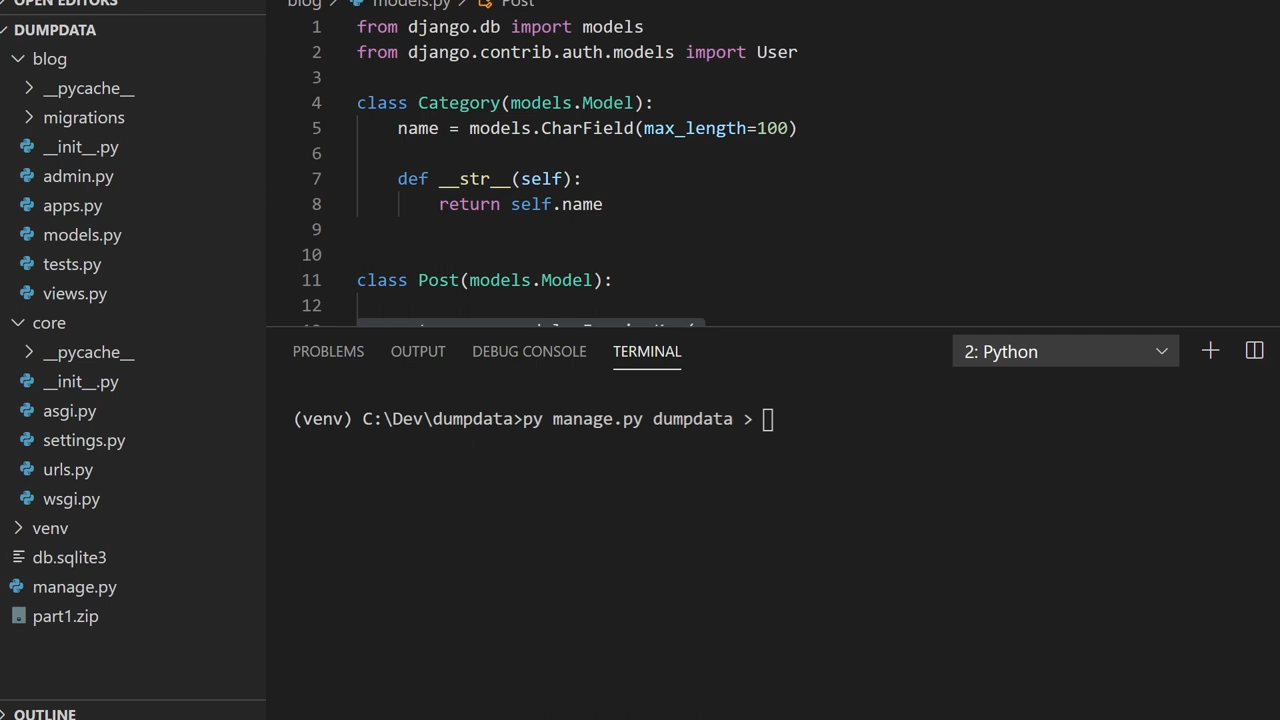 OPEN EDITORS
DUMPDATA
blog
__pycache__
migrations
__init__.py
admin.py
apps.py
models.py
tests.py
views.py
core
__pycache__
__init__.py
asgi.py
settings.py
urls.py
wsgi.py
venv
db.sqlite3
manage.py
part1.zip
OUTLINE
blog > models.py > Post
1 from django.db import models
2 from django.contrib.auth.models import User
3
4 class Category(models.Model):
5 name = models.CharField(max_length=100)
6
7 def __str__(self):
8 return self.name
9
10
11 class Post(models.Model):
12
PROBLEMS OUTPUT DEBUG CONSOLE TERMINAL 2: Python
(venv) C:\Dev\dumpdata>py manage.py dumpdata >